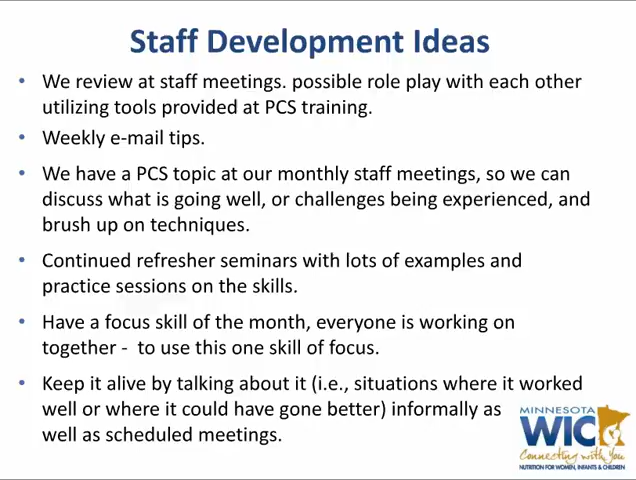 Staff Development Ideas
• We review at staff meetings. possible role play with each other
utilizing tools provided at PCS training.
• Weekly e-mail tips.
• We have a PCS topic at our monthly staff meetings, so we can
discuss what is going well, or challenges being experienced, and
brush up on techniques.
• Continued refresher seminars with lots of examples and
practice sessions on the skills.
• Have a focus skill of the month, everyone is working on
together - to use this one skill of focus.
• Keep it alive by talking about it (i.e., situations where it worked
well or where it could have gone better) informally as
well as scheduled meetings.
MINNESOTA
WIC
Connecting with You
NUTRITION FOR WOMEN, INFANTS & CHILDREN